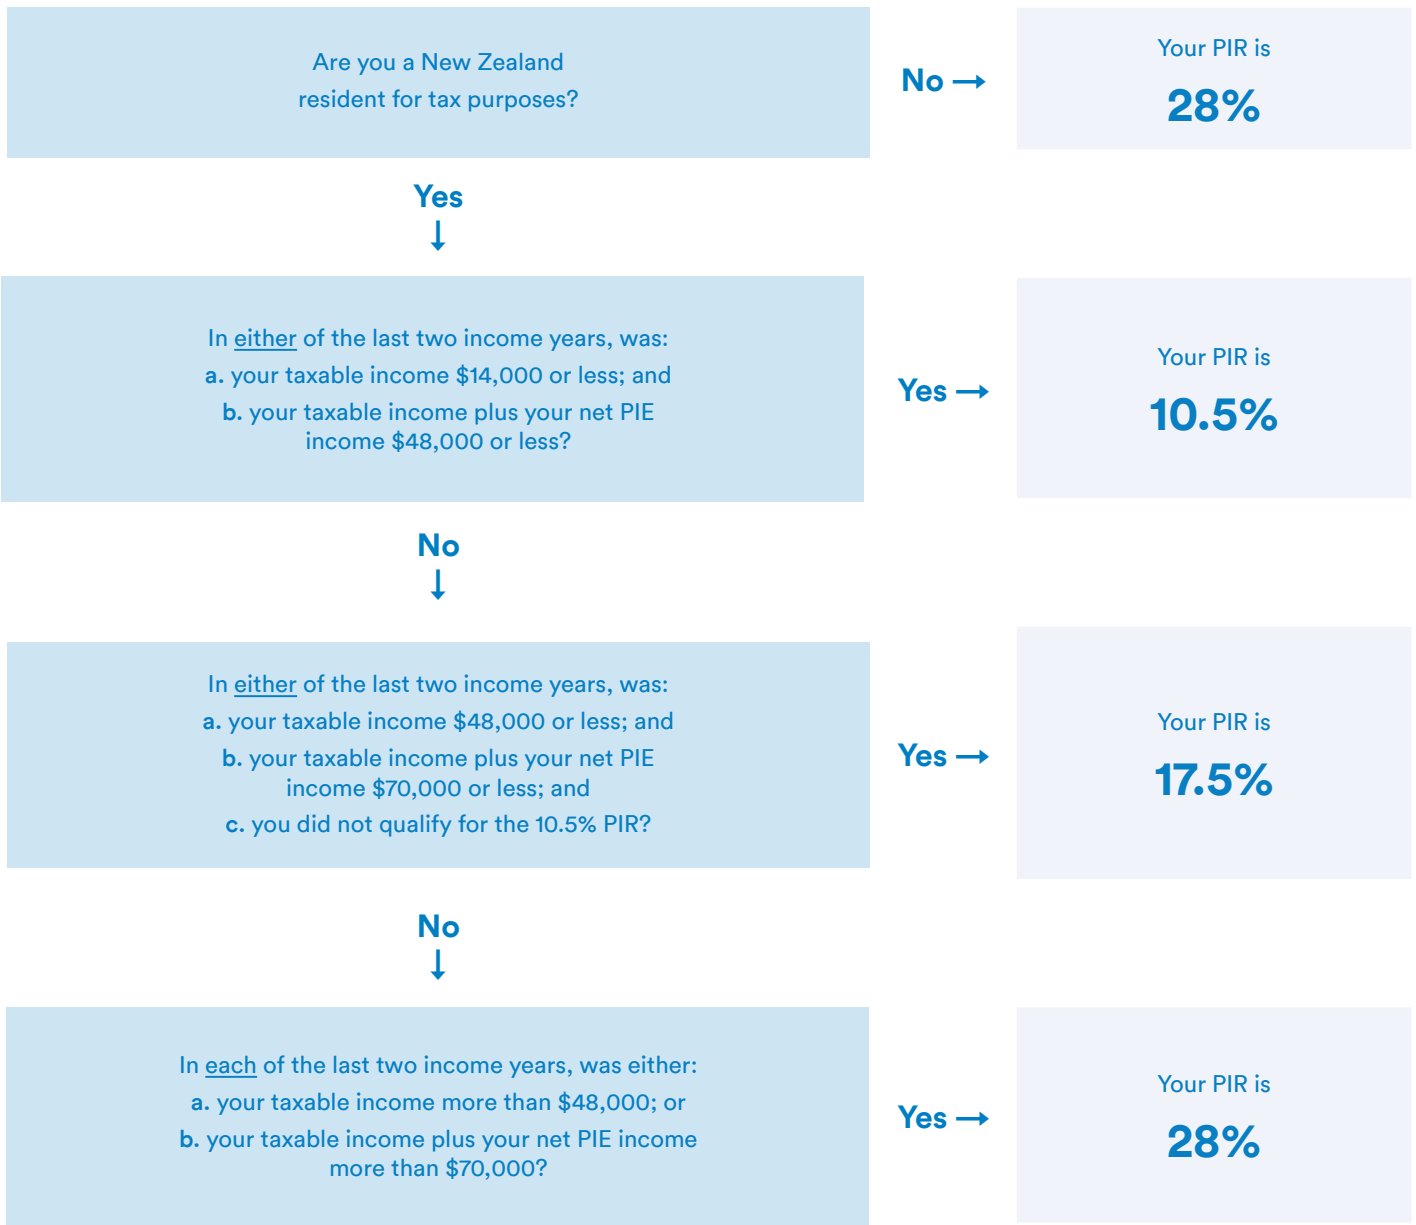 Are you a New Zealand
resident for tax purposes?
No →
Your PIR is
28%
Yes
↓
In either of the last two income years, was:
a. your taxable income $14,000 or less; and
b. your taxable income plus your net PIE
income $48,000 or less?
Yes →
Your PIR is
10.5%
No
↓
In either of the last two income years, was:
a. your taxable income $48,000 or less; and
b. your taxable income plus your net PIE
income $70,000 or less; and
c. you did not qualify for the 10.5% PIR?
Yes →
Your PIR is
17.5%
No
↓
In each of the last two income years, was either:
a. your taxable income more than $48,000; or
b. your taxable income plus your net PIE income
more than $70,000?
Yes →
Your PIR is
28%